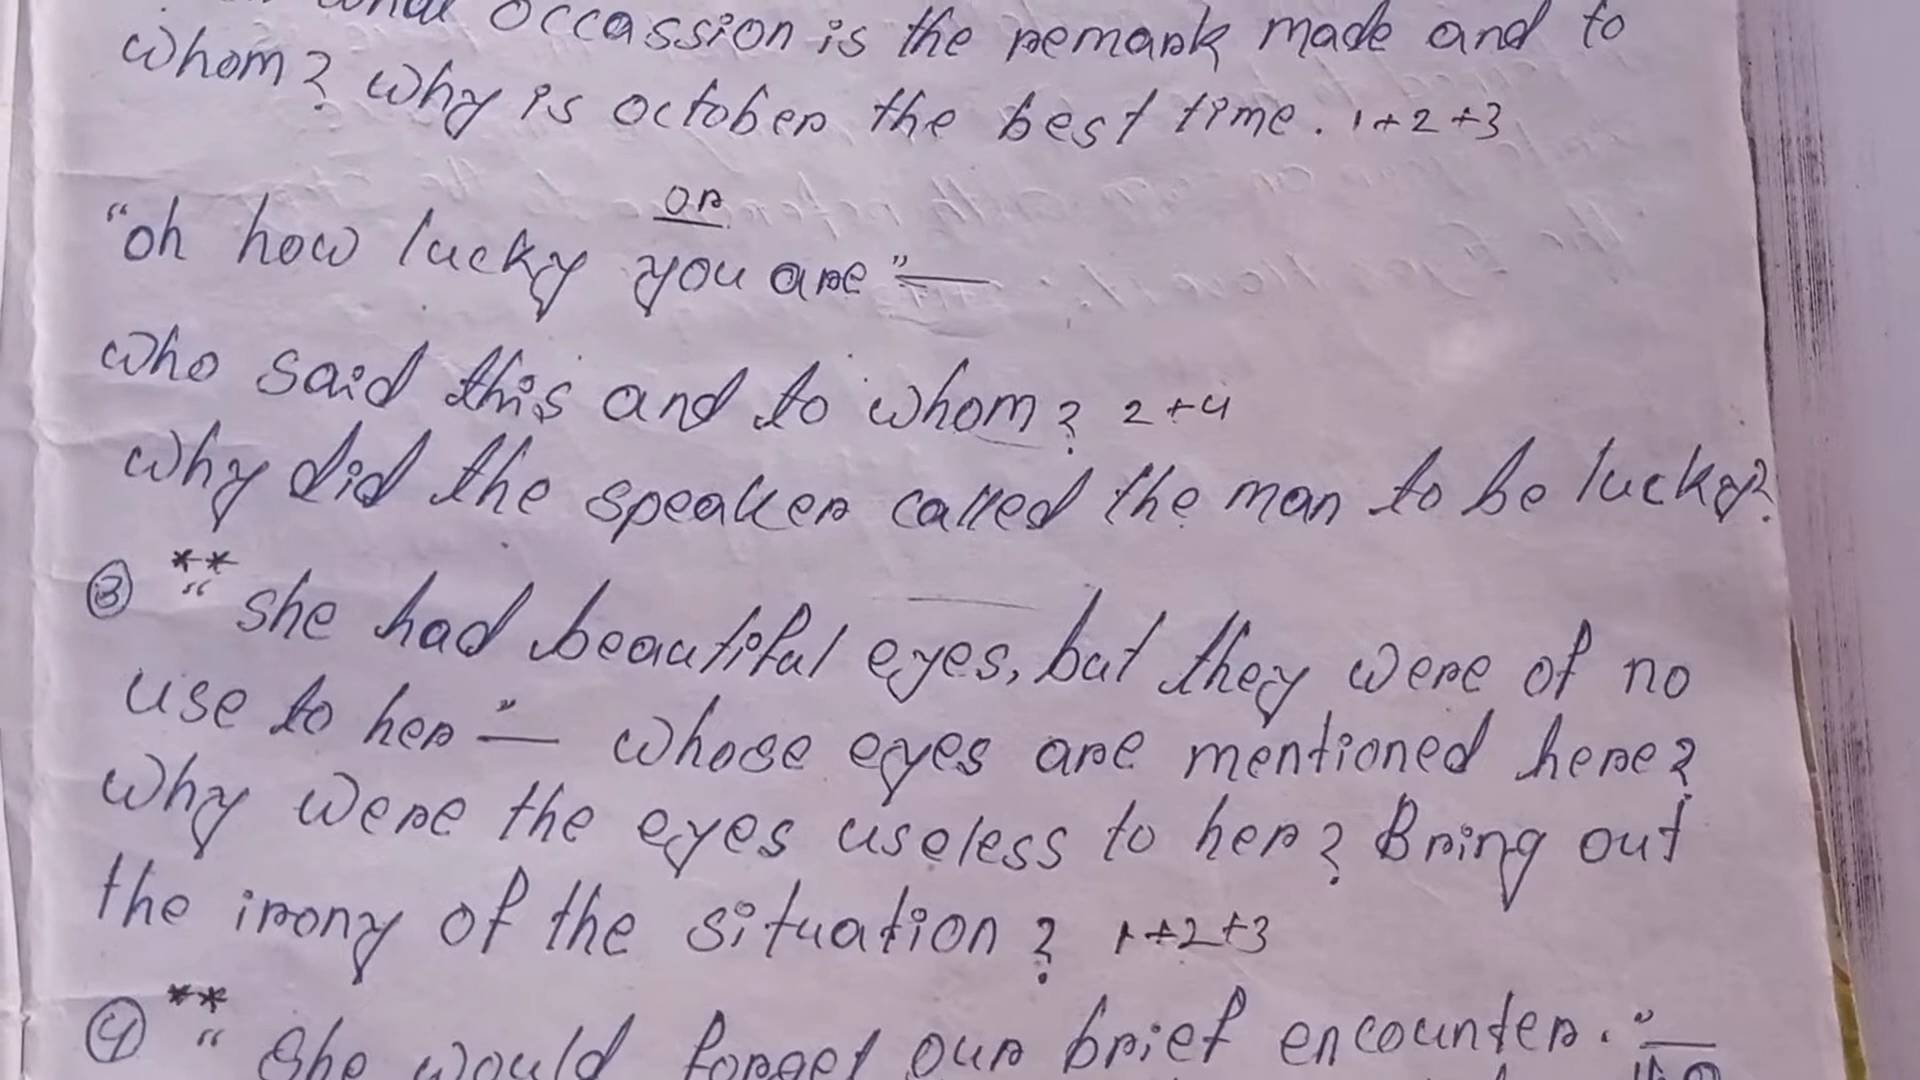 what occassion is the remark made and to
whom? why is october the best time. 1+2+3
or
"oh how lucky you are"—
who said this and to whom? 2+4
why did the speaker called the man to be lucky?
③ ** "she had beautiful eyes, but they were of no
use to her"— whose eyes are mentioned here?
why were the eyes useless to her? Bring out
the irony of the situation? 1+2+3
④ ** "she would forget our brief encounter."—